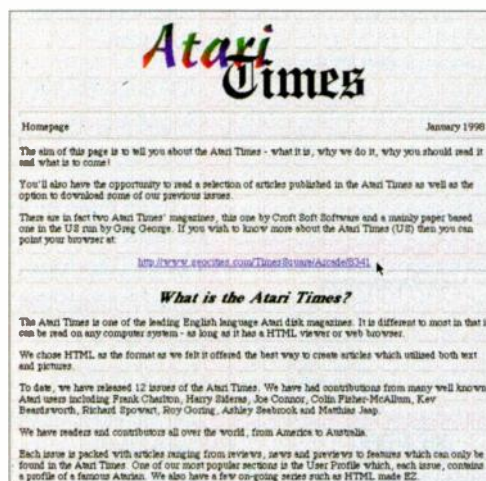 Atari
Times
Homepage January 1998
The aim of this page is to tell you about the Atari Times - what it is, why we do it, why you should read it
and what is to come!
You'll also have the opportunity to read a selection of articles published in the Atari Times as well as the
option to download some of our previous issues.
There are in fact two Atari Times' magazines, this one by Croft Soft Software and a mainly paper based
one in the US run by Greg George. If you wish to know more about the Atari Times (US) then you can
point your browser at:
http://www.geocities.com/TimesSquare/Arcade/8341
What is the Atari Times?
The Atari Times is one of the leading English language Atari disk magazines. It is different to most in that i
can be read on any computer system - as long as it has a HTML viewer or web browser.
We chose HTML as the format as we felt it offered the best way to create articles which utilised both text
and pictures.
To date, we have released 12 issues of the Atari Times. We have had contributions from many well known
Atari users including Frank Charlton, Harry Sideras, Joe Connor, Colin Fisher-McAllum, Kev
Beardsworth, Richard Spowart, Roy Goring, Ashley Seabrook and Matthias Jaap.
We have readers and contributors all over the world, from America to Australia.
Each issue is packed with articles ranging from reviews, news and previews to features which can only be
found in the Atari Times. One of our most popular sections is the User Profile which, each issue, contains
a profile of a famous Atarian. We also have a few on-going series such as HTML made EZ.